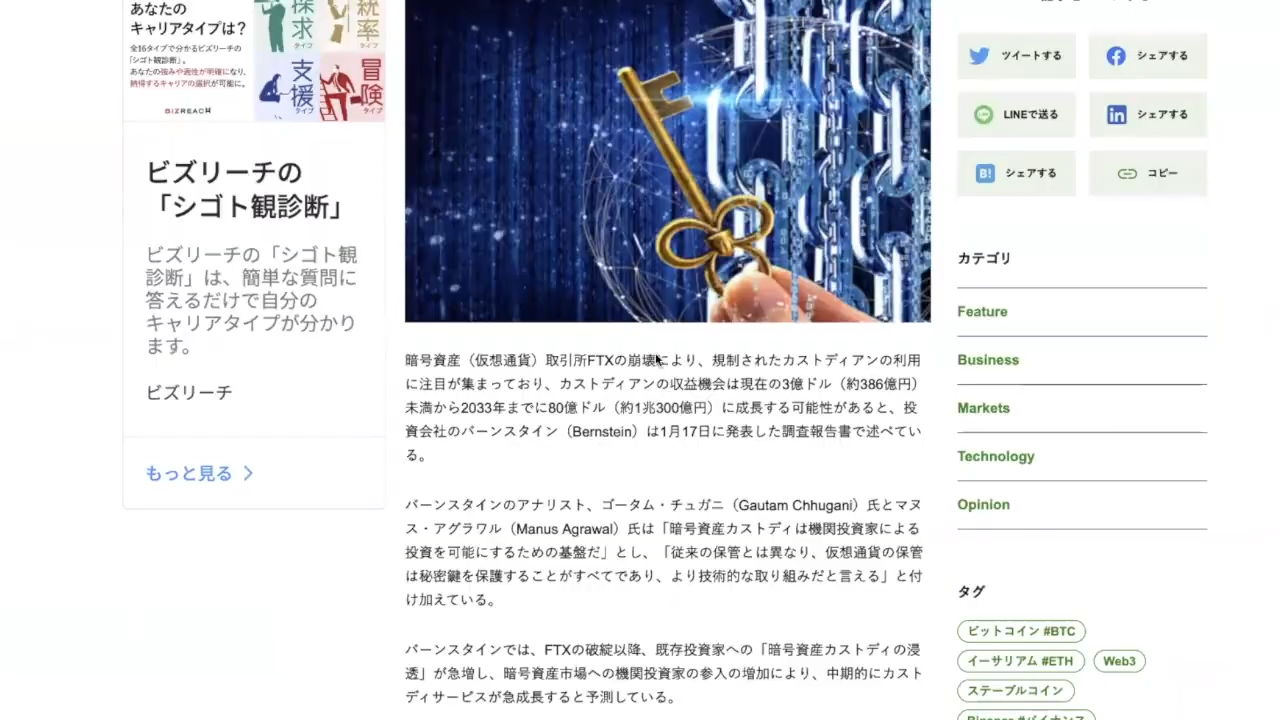 あなたの
キャリアタイプは?
全16タイプで分かるビズリーチの
「シゴト観診断」。
あなたの強みや適性が明確になり、
納得するキャリアの選択が可能に。
BIZREACH
探求
タイプ
統率
タイプ
支援
タイプ
冒険
タイプ
ビズリーチの
「シゴト観診断」
ビズリーチの「シゴト観
診断」は、簡単な質問に
答えるだけで自分の
キャリアタイプが分かり
ます。
ビズリーチ
もっと見る
暗号資産（仮想通貨）取引所FTXの崩壊により、規制されたカストディアンの利用
に注目が集まっており、カストディアンの収益機会は現在の3億ドル（約386億円）
未満から2033年までに80億ドル（約1兆300億円）に成長する可能性があると、投
資会社のバーンスタイン（Bernstein）は1月17日に発表した調査報告書で述べてい
る。
バーンスタインのアナリスト、ゴータム・チュガニ（Gautam Chhugani）氏とマヌ
ス・アグラワル（Manus Agrawal）氏は「暗号資産カストディは機関投資家による
投資を可能にするための基盤だ」とし、「従来の保管とは異なり、仮想通貨の保管
は秘密鍵を保護することがすべてであり、より技術的な取り組みだと言える」と付
け加えている。
バーンスタインでは、FTXの破綻以降、既存投資家への「暗号資産カストディの浸
透」が急増し、暗号資産市場への機関投資家の参入の増加により、中期的にカスト
ディサービスが急成長すると予測している。
ツイートする
シェアする
LINEで送る
シェアする
B! シェアする
コピー
カテゴリ
Feature
Business
Markets
Technology
Opinion
タグ
ビットコイン #BTC
イーサリアム #ETH
Web3
ステーブルコイン
Binance #バイナンス